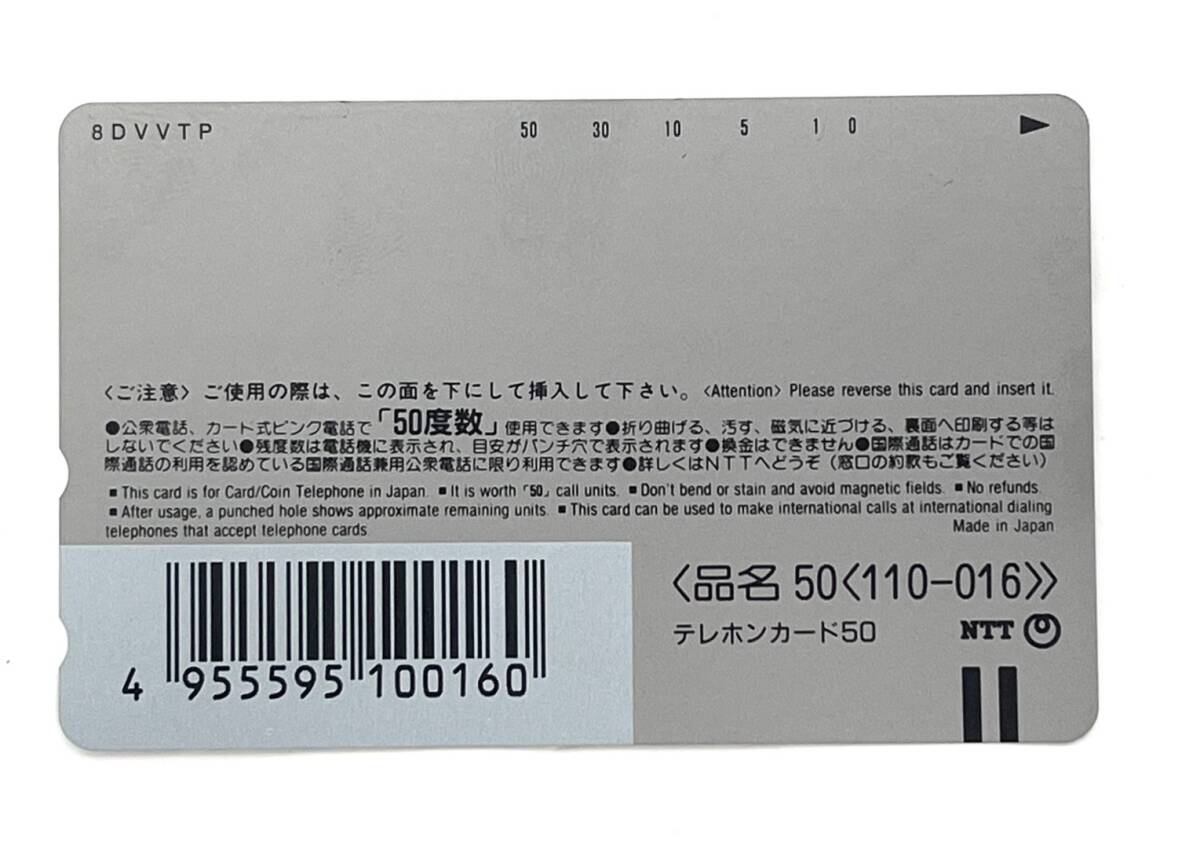 8DVVTP 50 30 10 5 1 0 ▶
〈ご注意〉ご使用の際は、この面を下にして挿入して下さい。〈Attention〉Please reverse this card and insert it.
●公衆電話、カード式ピンク電話で「50度数」使用できます●折り曲げる、汚す、磁気に近づける、裏面へ印刷する等は
しないでください●残度数は電話機に表示され、目安がパンチ穴で表示されます●換金はできません●国際通話はカードでの国
際通話の利用を認めている国際通話兼用公衆電話に限り利用できます●詳しくはNTTへどうぞ（窓口の約款もご覧ください）
■ This card is for Card/Coin Telephone in Japan. ■ It is worth「50」call units. ■ Don't bend or stain and avoid magnetic fields. ■ No refunds.
■ After usage, a punched hole shows approximate remaining units. ■ This card can be used to make international calls at international dialing
telephones that accept telephone cards
Made in Japan
〈品名 50〈110-016〉〉
テレホンカード50 NTT
4 955595 100160